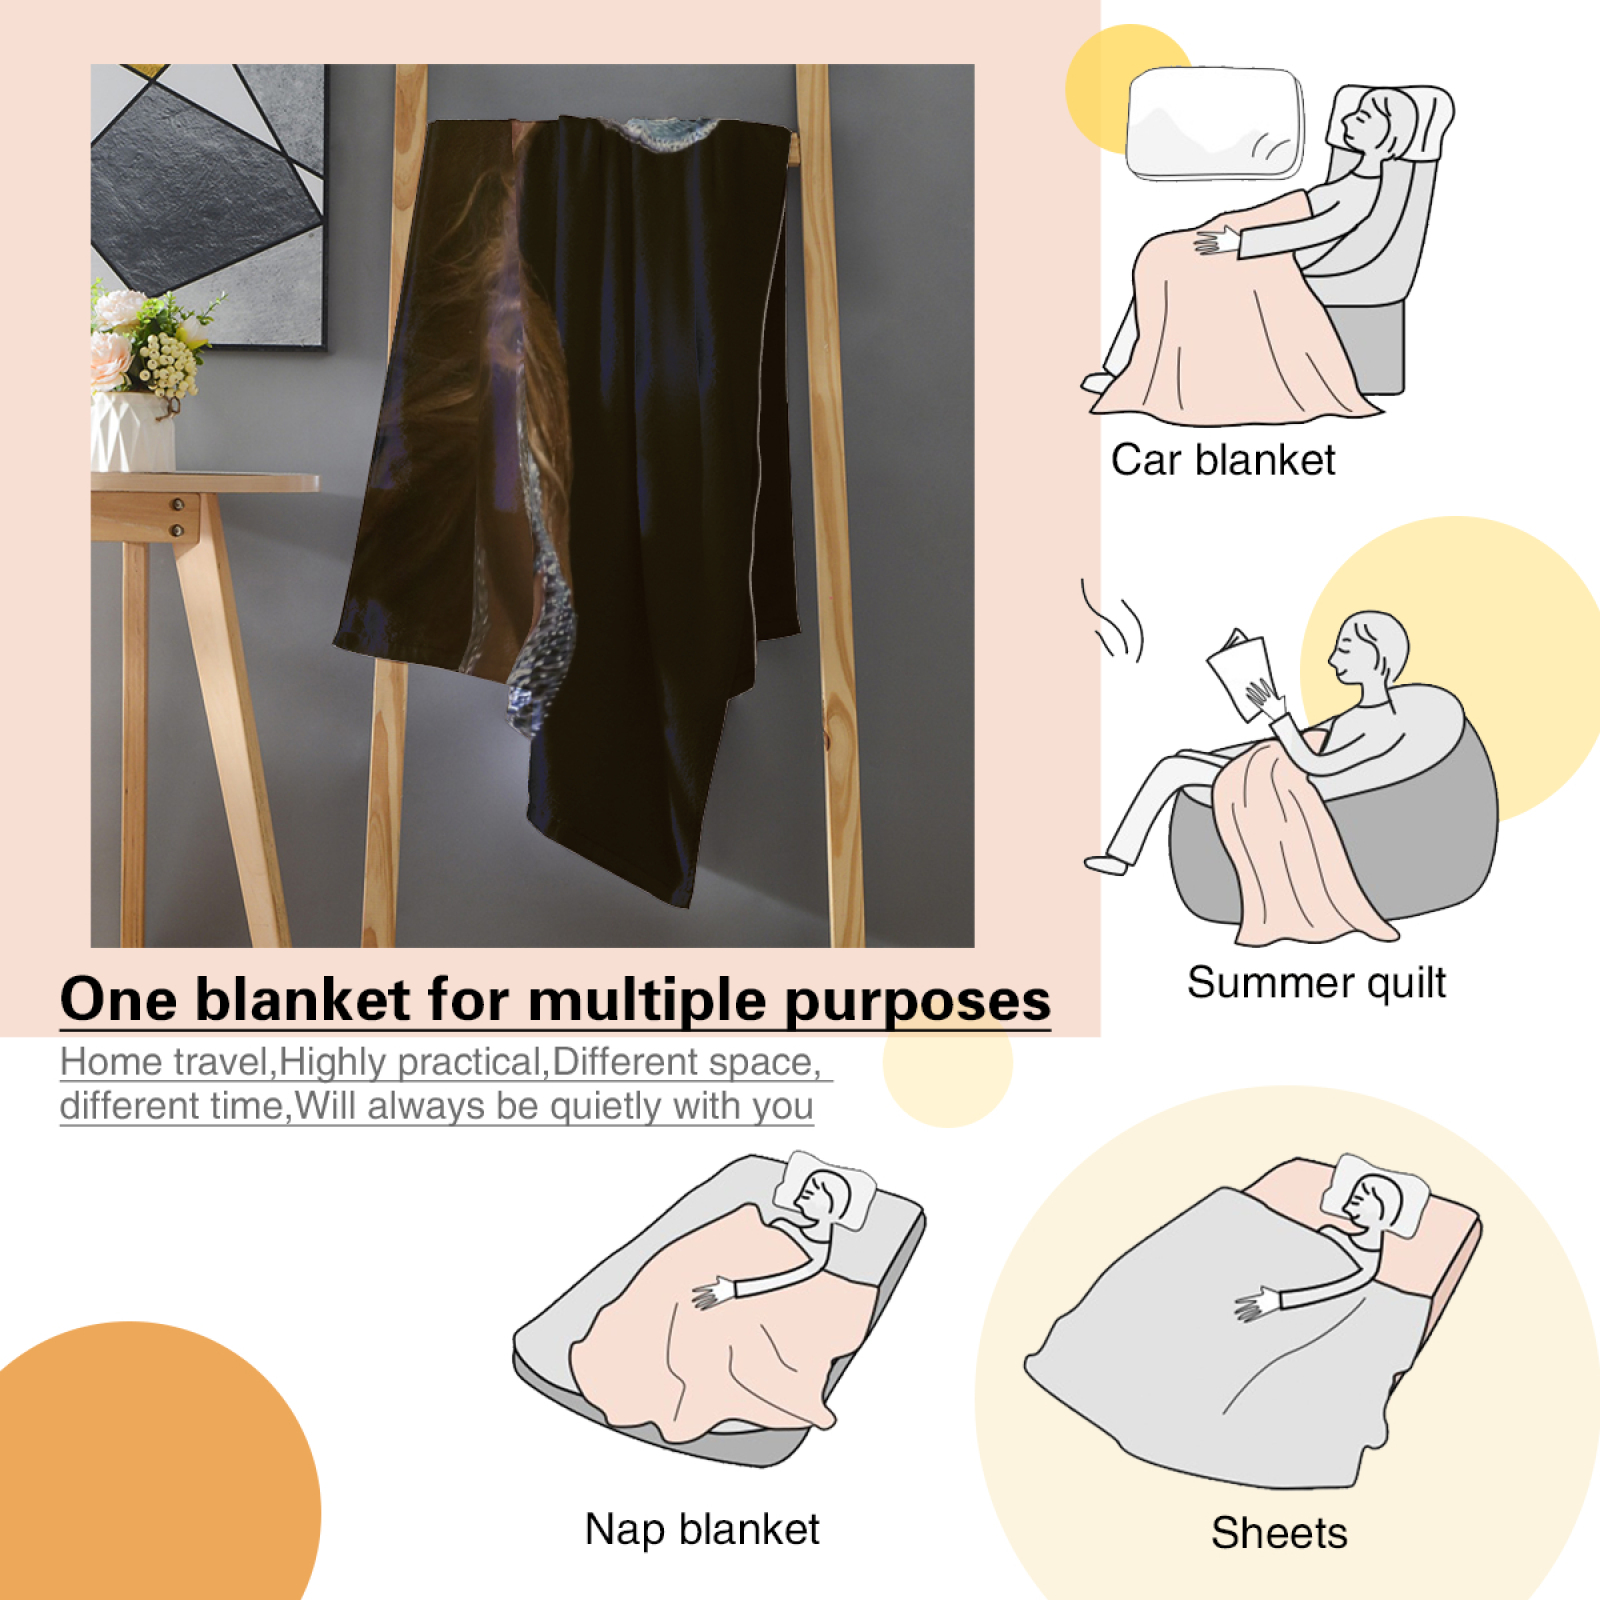 Car blanket
Summer quilt
One blanket for multiple purposes
Home travel,Highly practical,Different space,
different time,Will always be quietly with you
Nap blanket
Sheets